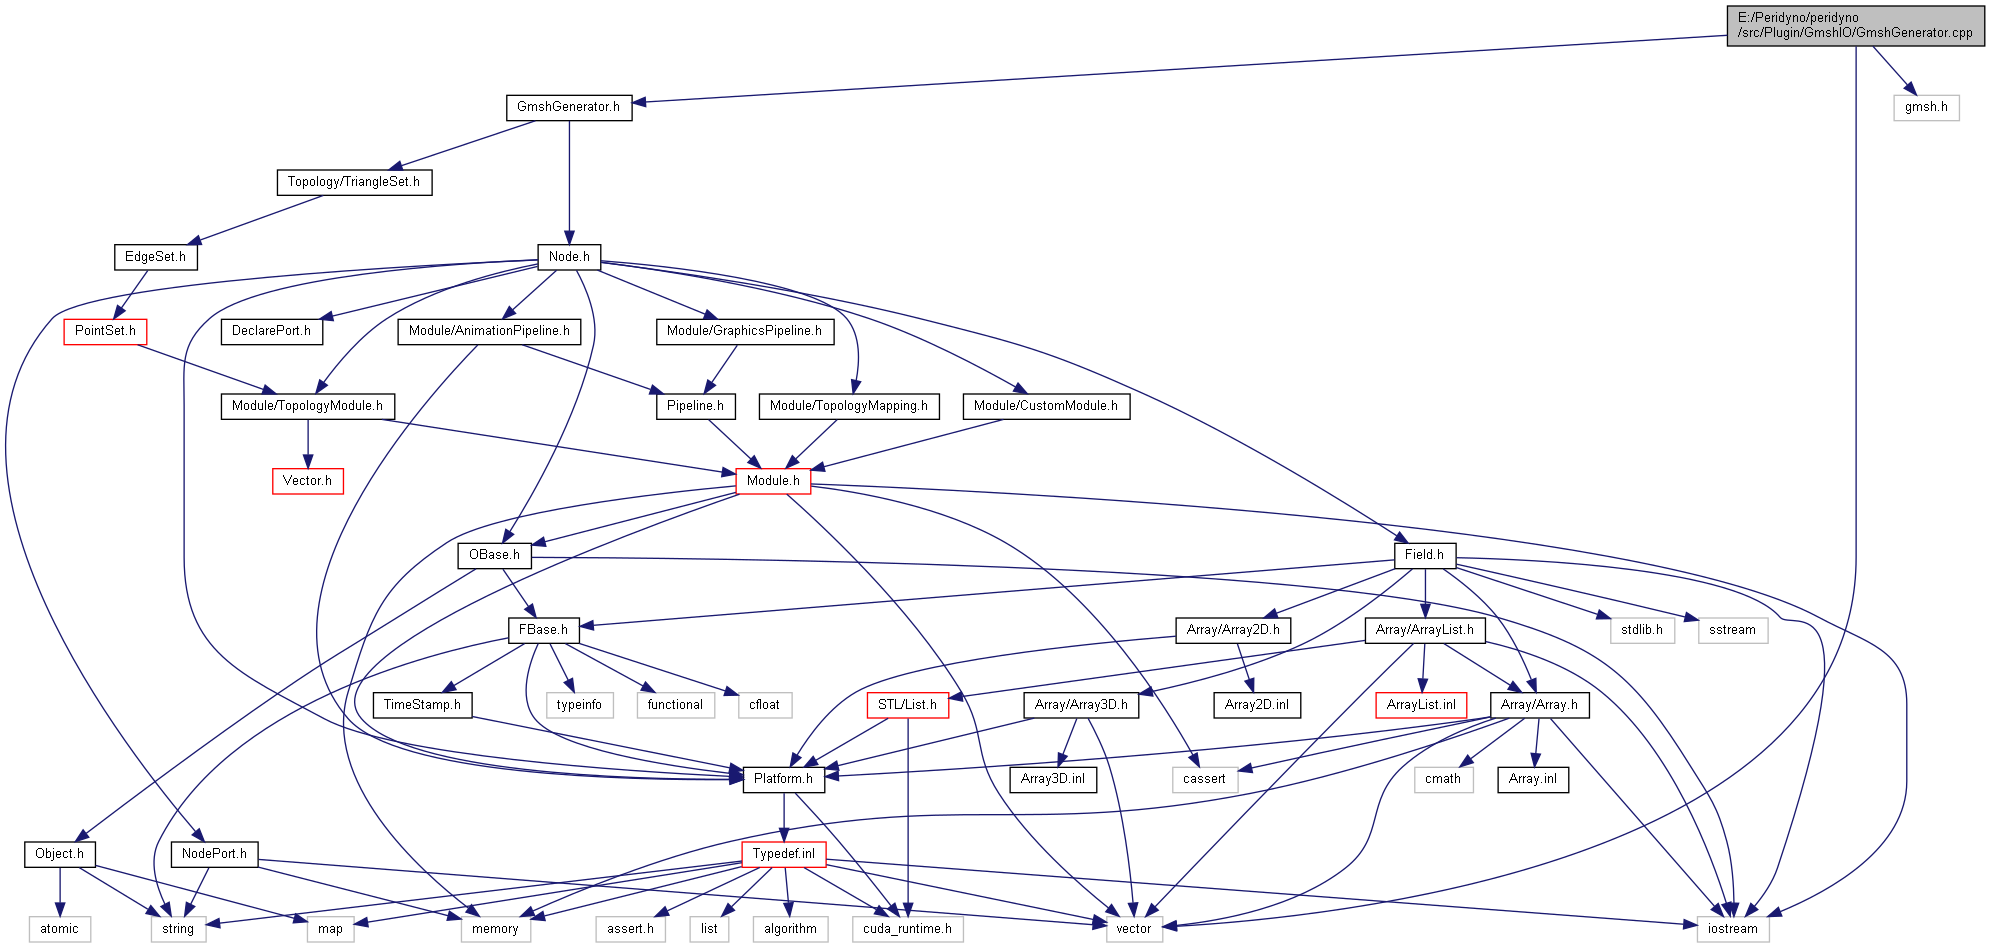 E:/Peridyno/peridyno
/src/Plugin/GmshIO/GmshGenerator.cpp
GmshGenerator.h
gmsh.h
Topology/TriangleSet.h
EdgeSet.h
Node.h
PointSet.h
DeclarePort.h
Module/AnimationPipeline.h
Module/GraphicsPipeline.h
Module/TopologyModule.h
Pipeline.h
Module/TopologyMapping.h
Module/CustomModule.h
Vector.h
Module.h
OBase.h
Field.h
FBase.h
Array/Array2D.h
Array/ArrayList.h
stdlib.h
sstream
TimeStamp.h
typeinfo
functional
cfloat
STL/List.h
Array/Array3D.h
Array2D.inl
ArrayList.inl
Array/Array.h
Platform.h
Array3D.inl
cassert
cmath
Array.inl
Object.h
NodePort.h
Typedef.inl
atomic
string
map
memory
assert.h
list
algorithm
cuda_runtime.h
vector
iostream